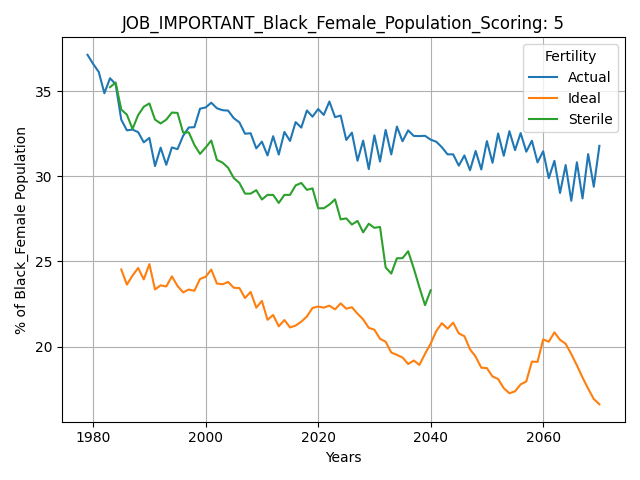 JOB_IMPORTANT_Black_Female_Population_Scoring: 5
Fertility
Actual
Ideal
Sterile
% of Black_Female Population
35
30
25
20
1980
2000
2020
2040
2060
Years